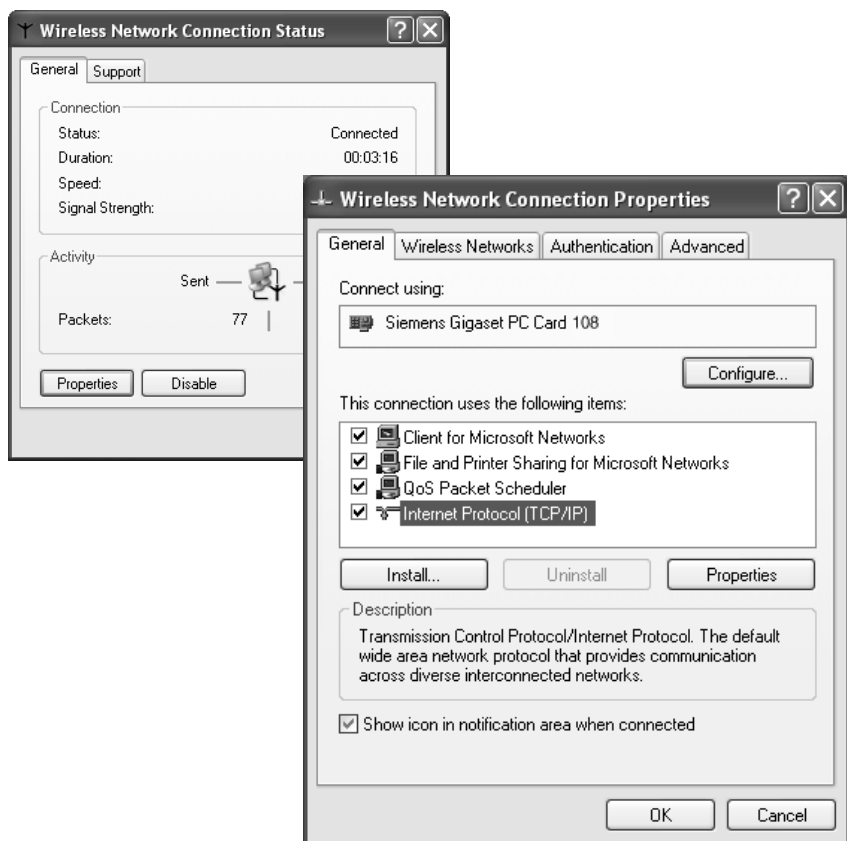 Wireless Network Connection Status
General Support
Connection
Status: Connected
Duration: 00:03:16
Speed:
Signal Strength:
Activity
Sent
Packets: 77
Properties Disable
Wireless Network Connection Properties
General Wireless Networks Authentication Advanced
Connect using:
Siemens Gigaset PC Card 108
Configure...
This connection uses the following items:
Client for Microsoft Networks
File and Printer Sharing for Microsoft Networks
QoS Packet Scheduler
Internet Protocol (TCP/IP)
Install... Uninstall Properties
Description
Transmission Control Protocol/Internet Protocol. The default
wide area network protocol that provides communication
across diverse interconnected networks.
Show icon in notification area when connected
OK Cancel